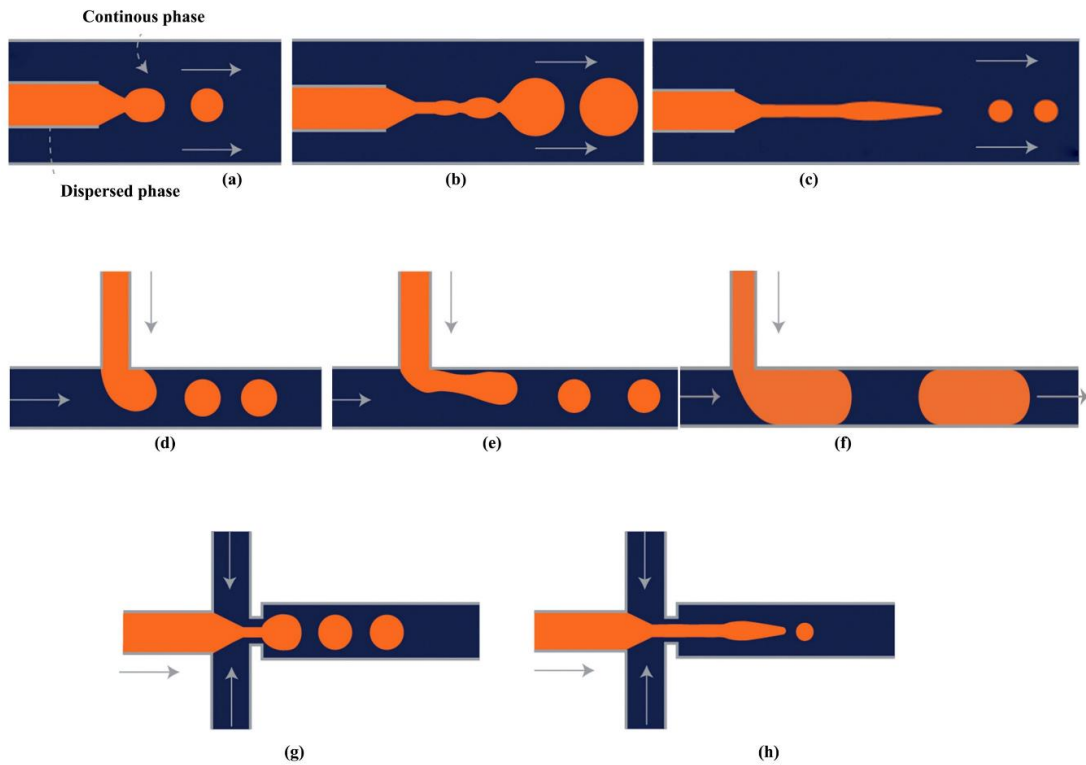 Continous phase
Dispersed phase
(a)
(b)
(c)
(d)
(e)
(f)
(g)
(h)